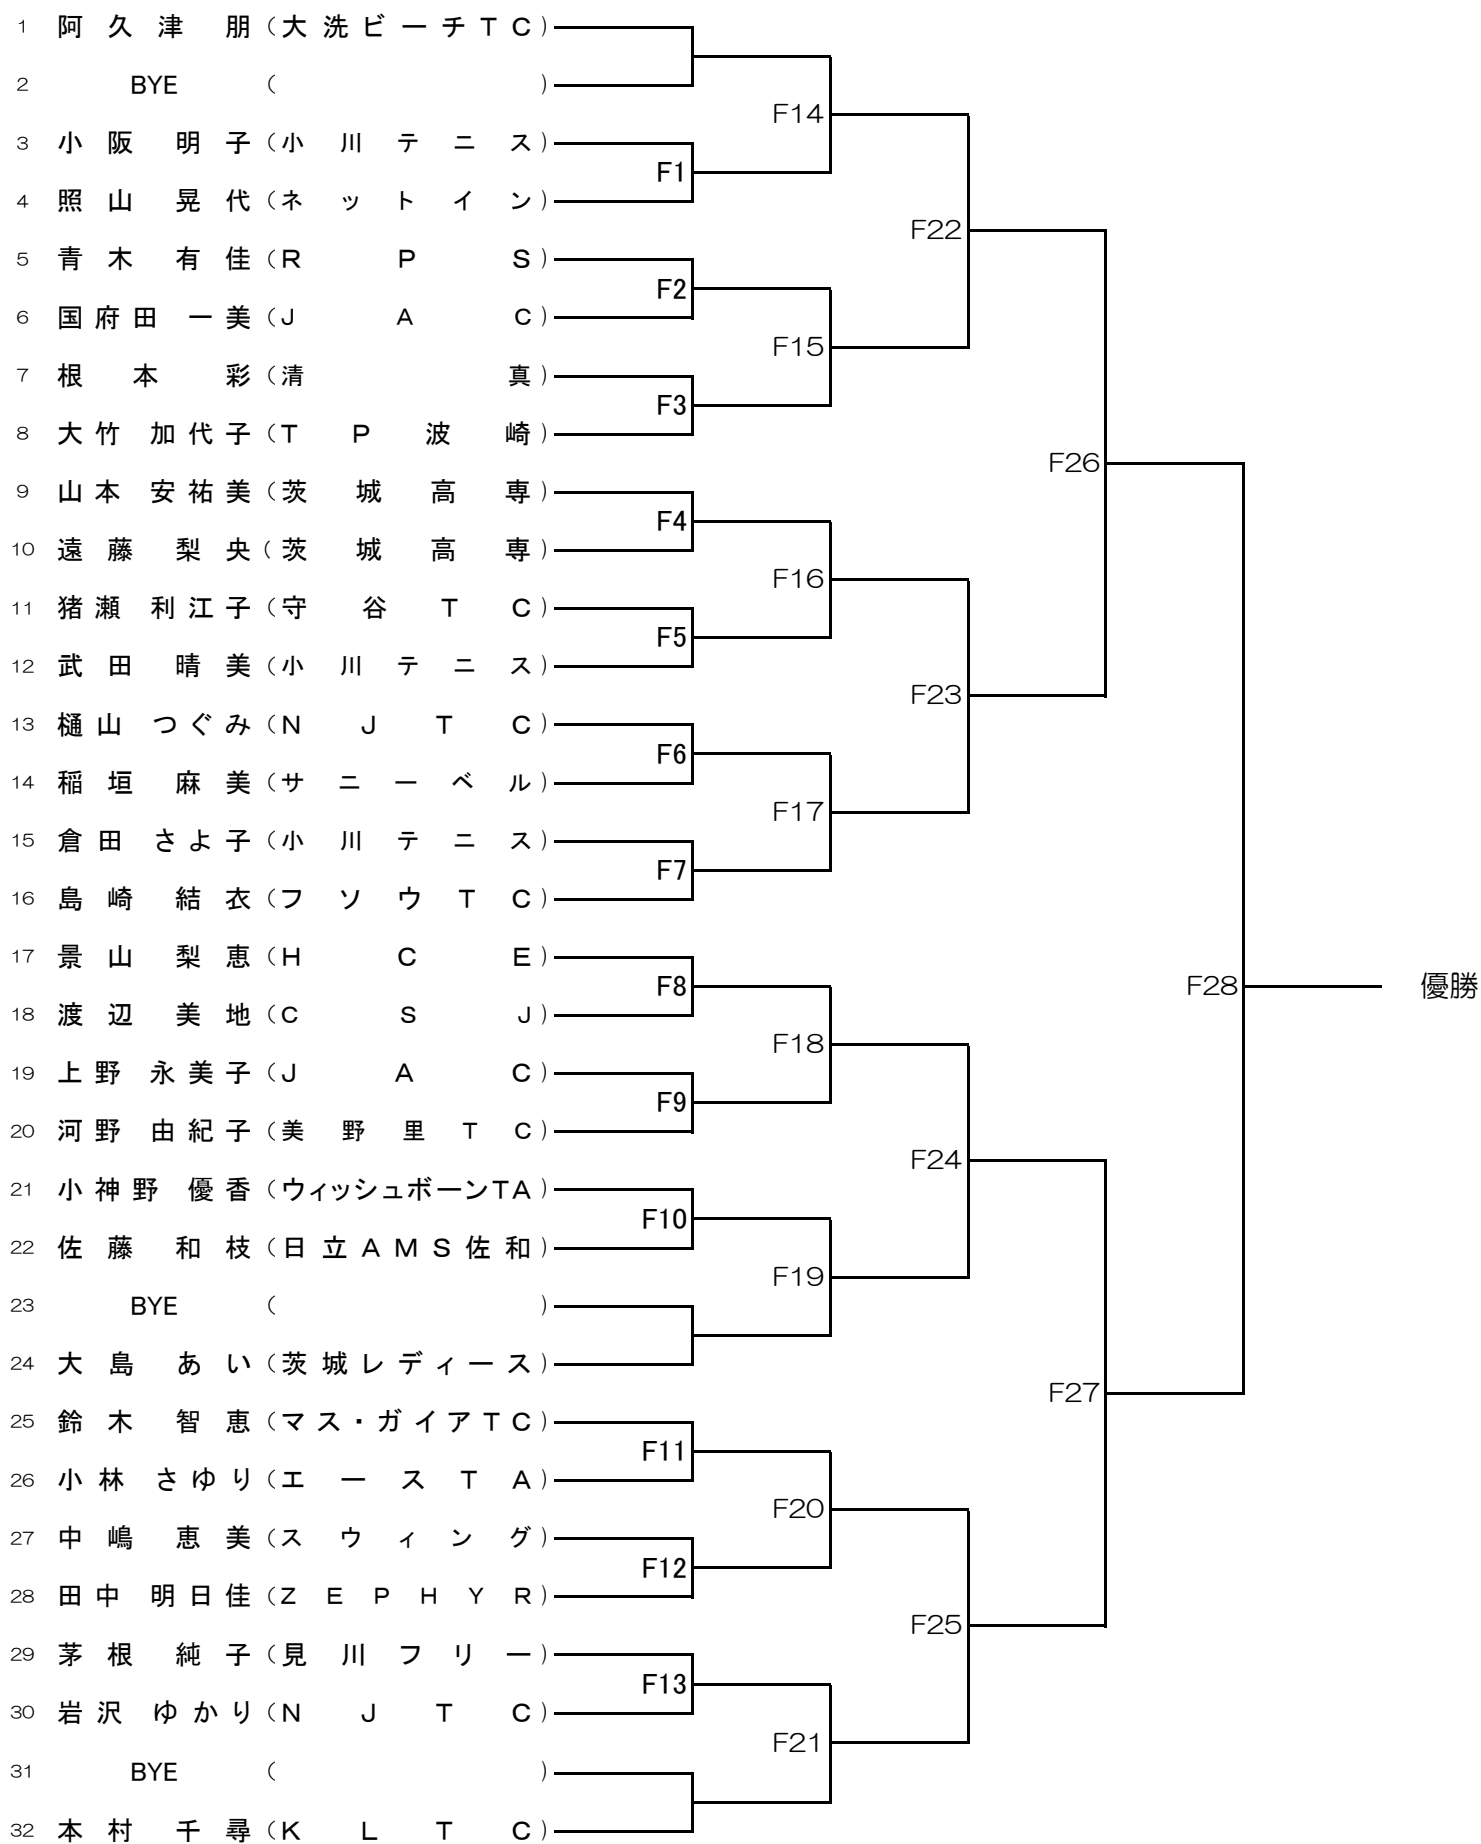 1 阿久津 朋 (大洗ビーチTC)
2 BYE ( )
F14
3 小阪 明子 (小川テニス)
F1
4 照山 晃代 (ネットイン)
F22
5 青木 有佳 (RPS)
F2
6 国府田 一美 (JAC)
F15
7 根本 彩 (清真)
F3
8 大竹 加代子 (TP波崎)
F26
9 山本 安祐美 (茨城高専)
F4
10 遠藤 梨央 (茨城高専)
F16
11 猪瀬 利江子 (守谷TC)
F5
12 武田 晴美 (小川テニス)
F23
13 樋山 つぐみ (NJTC)
F6
14 稲垣 麻美 (サニーベル)
F17
15 倉田 さよ子 (小川テニス)
F7
16 島崎 結衣 (フソウTC)
17 景山 梨恵 (HCE)
F8 F28 優勝
18 渡辺 美地 (CSJ)
F18
19 上野 永美子 (JAC)
F9
20 河野 由紀子 (美野里TC)
F24
21 小神野 優香 (ウィッシュボーンTA)
F10
22 佐藤 和枝 (日立AMS佐和)
F19
23 BYE ( )
24 大島 あい (茨城レディース)
F27
25 鈴木 智恵 (マス・ガイアTC)
F11
26 小林 さゆり (エースTA)
F20
27 中嶋 恵美 (スウィング)
F12
28 田中 明日佳 (ZEPHYR)
F25
29 茅根 純子 (見川フリー)
F13
30 岩沢 ゆかり (NJTC)
F21
31 BYE ( )
32 本村 千尋 (KLTC)